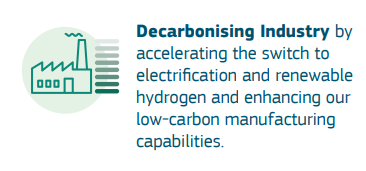 Decarbonising Industry by
accelerating the switch to
electrification and renewable
hydrogen and enhancing our
low-carbon manufacturing
capabilities.